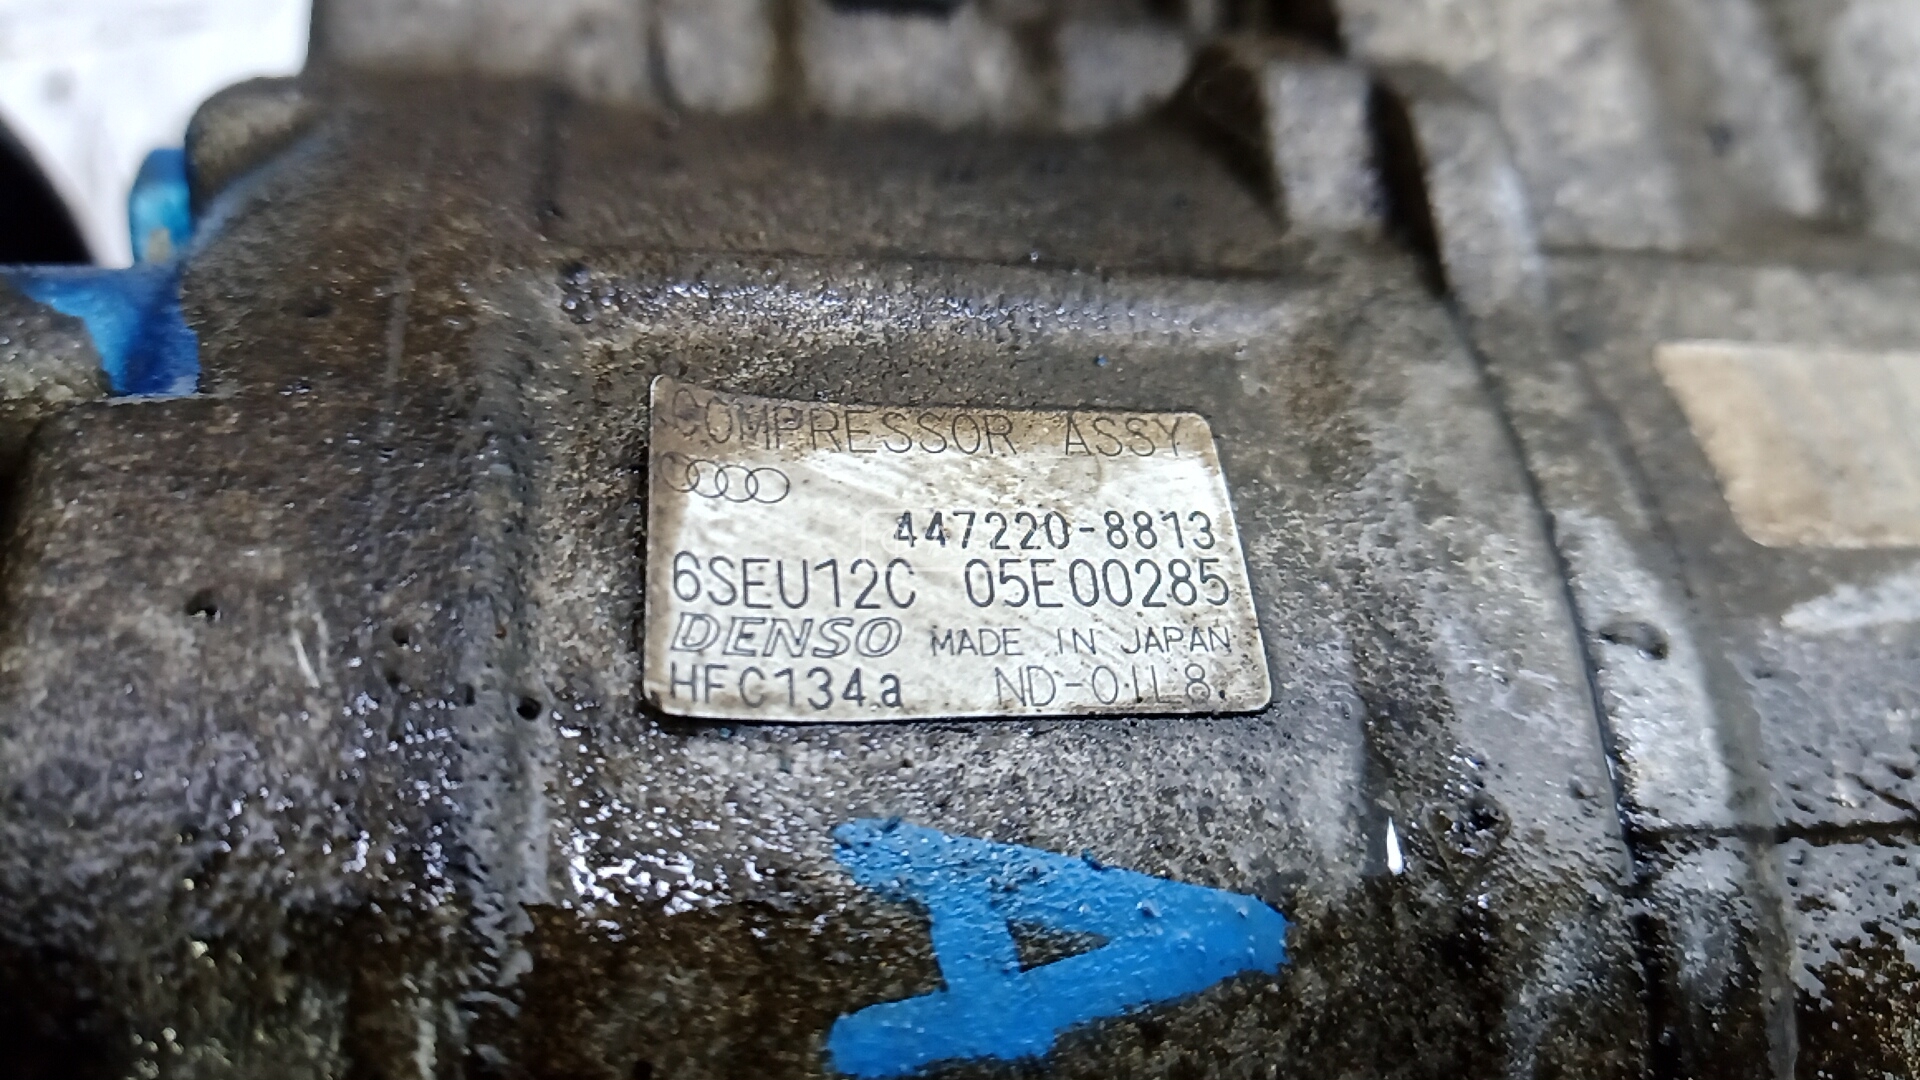 COMPRESSOR ASSY
447220-8813
6SEU12C 05E00285
DENSO MADE IN JAPAN
HFC134a ND-OIL8
A